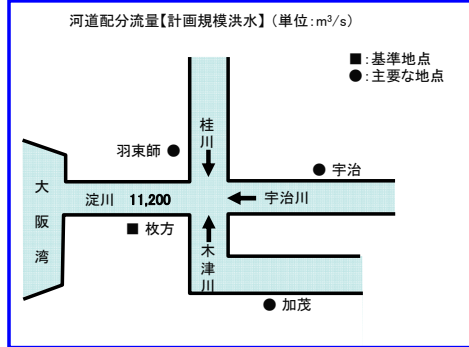 河道配分流量【計画規模洪水】(単位:m³/s)
■:基準地点
●:主要な地点
桂川
羽束師 ●
● 宇治
大阪湾
淀川 11,200
宇治川
■ 枚方
木津川
● 加茂